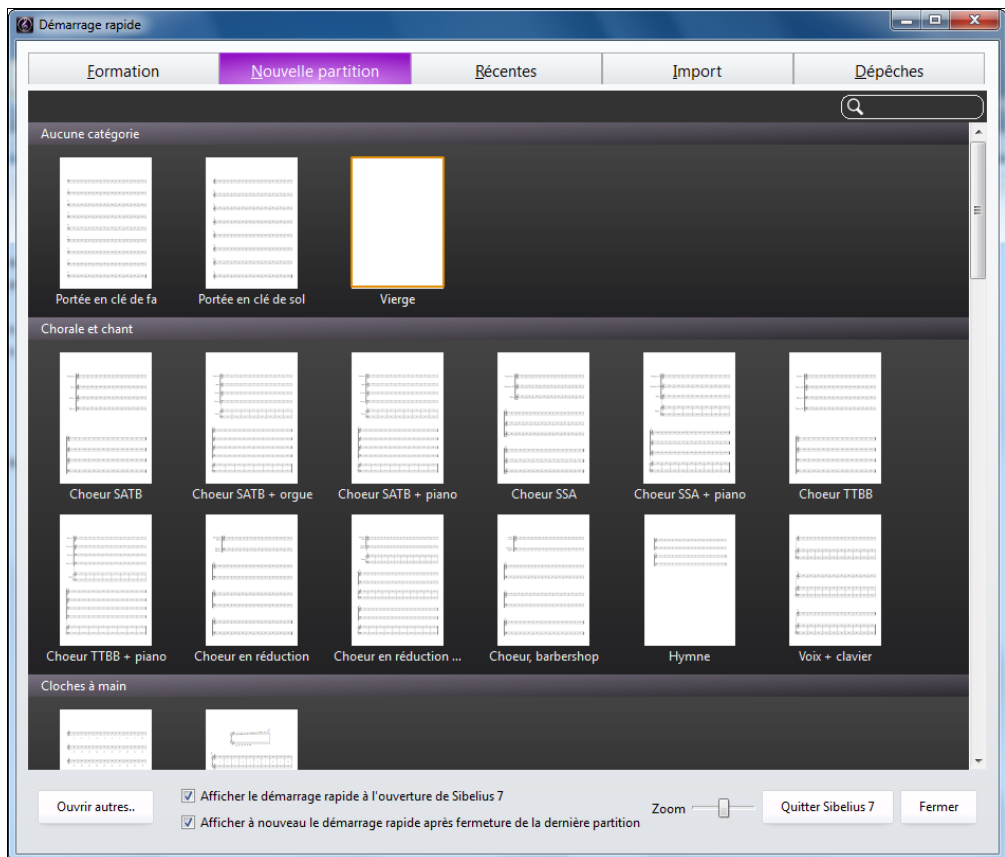 Démarrage rapide
Formation Nouvelle partition Récentes Import Dépêches
Aucune catégorie
Portée en clé de fa Portée en clé de sol Vierge
Chorale et chant
Choeur SATB Choeur SATB + orgue Choeur SATB + piano Choeur SSA Choeur SSA + piano Choeur TTBB
Choeur TTBB + piano Choeur en réduction Choeur en réduction ... Choeur, barbershop Hymne Voix + clavier
Cloches à main
Ouvrir autres.. Afficher le démarrage rapide à l'ouverture de Sibelius 7 Zoom Quitter Sibelius 7 Fermer
Afficher à nouveau le démarrage rapide après fermeture de la dernière partition